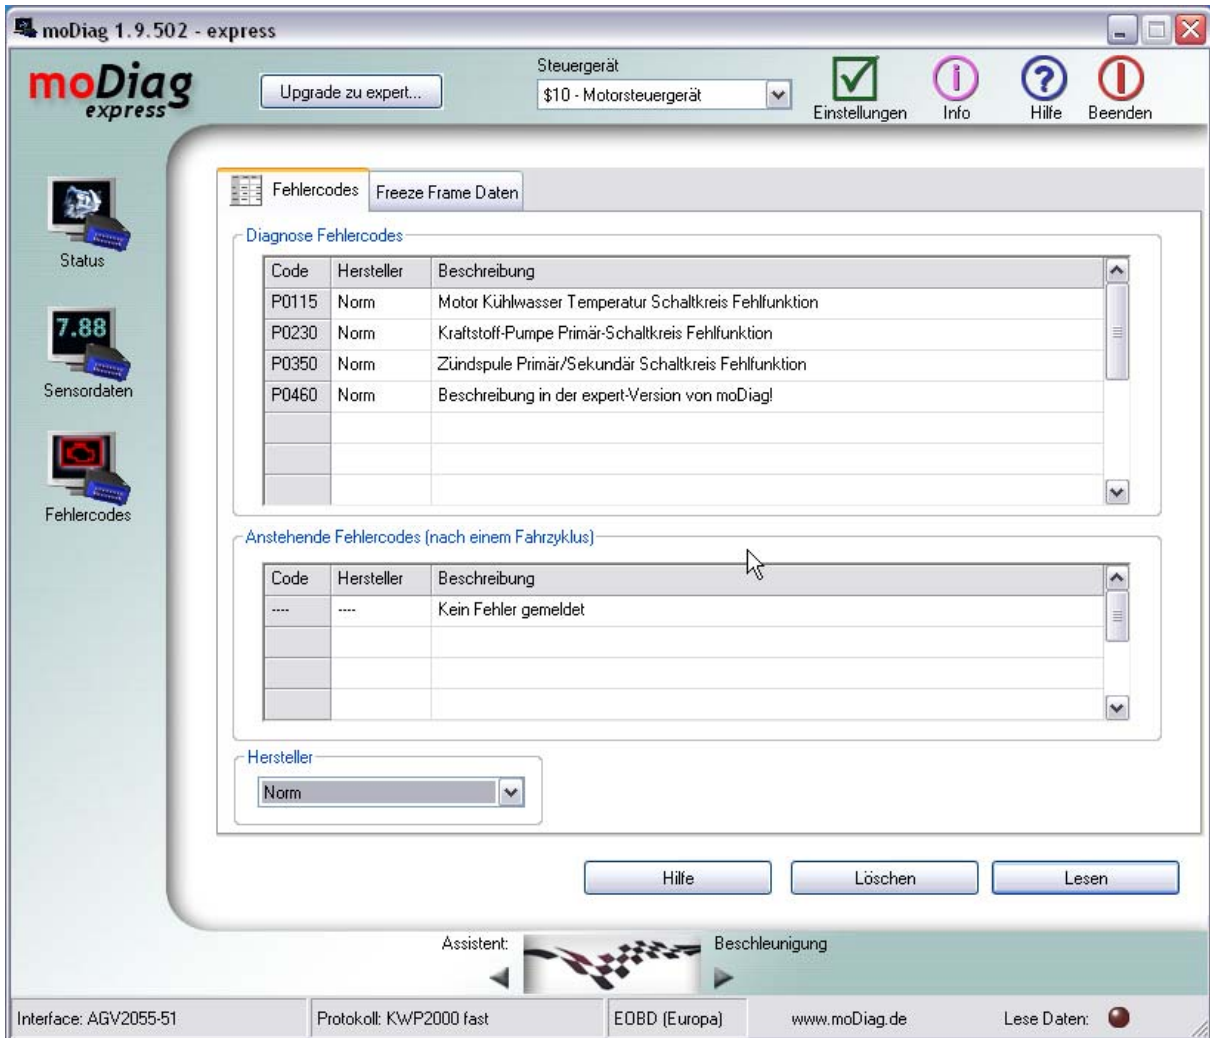 moDiag 1.9.502 - express
moDiag
express
Upgrade zu expert...
Steuergerät
$10 - Motorsteuergerät
Einstellungen
Info
Hilfe
Beenden
Status
7.88
Sensordaten
Fehlercodes
Fehlercodes
Freeze Frame Daten
Diagnose Fehlercodes
Code Hersteller Beschreibung
P0115 Norm Motor Kühlwasser Temperatur Schaltkreis Fehlfunktion
P0230 Norm Kraftstoff-Pumpe Primär-Schaltkreis Fehlfunktion
P0350 Norm Zündspule Primär/Sekundär Schaltkreis Fehlfunktion
P0460 Norm Beschreibung in der expert-Version von moDiag!
Anstehende Fehlercodes (nach einem Fahrzyklus)
Code Hersteller Beschreibung
---- ---- Kein Fehler gemeldet
Hersteller
Norm
Hilfe
Löschen
Lesen
Assistent:
Beschleunigung
Interface: AGV2055-51
Protokoll: KWP2000 fast
EOBD (Europa)
www.moDiag.de
Lese Daten: